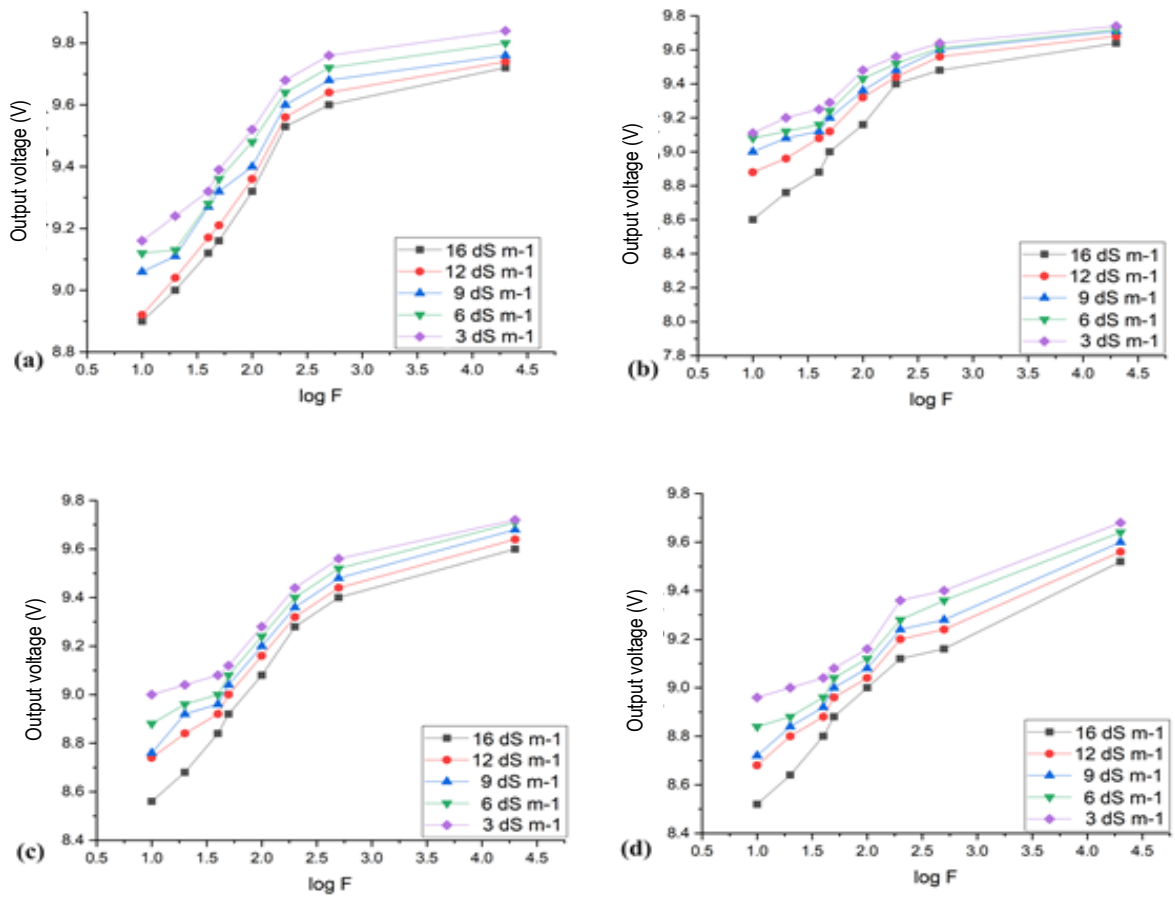 9.8
9.6
9.4
9.2
9.0
8.8
Output voltage (V)
16 dS m-1
12 dS m-1
9 dS m-1
6 dS m-1
3 dS m-1
(a)
0.5 1.0 1.5 2.0 2.5 3.0 3.5 4.0 4.5
log F
9.8
9.6
9.4
9.2
9.0
8.8
8.6
8.4
8.2
8.0
7.8
Output voltage (V)
16 dS m-1
12 dS m-1
9 dS m-1
6 dS m-1
3 dS m-1
(b)
0.5 1.0 1.5 2.0 2.5 3.0 3.5 4.0 4.5
log F
9.8
9.6
9.4
9.2
9.0
8.8
8.6
8.4
Output voltage (V)
16 dS m-1
12 dS m-1
9 dS m-1
6 dS m-1
3 dS m-1
(c)
0.5 1.0 1.5 2.0 2.5 3.0 3.5 4.0 4.5
log F
9.8
9.6
9.4
9.2
9.0
8.8
8.6
8.4
Output voltage (V)
16 dS m-1
12 dS m-1
9 dS m-1
6 dS m-1
3 dS m-1
(d)
0.5 1.0 1.5 2.0 2.5 3.0 3.5 4.0 4.5
log F